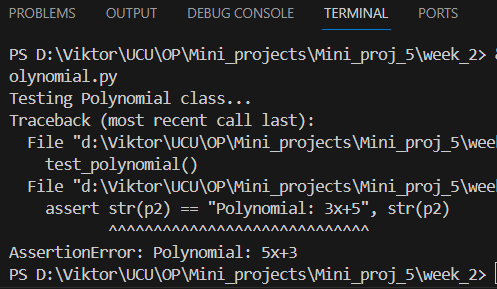 PROBLEMS OUTPUT DEBUG CONSOLE TERMINAL PORTS
PS D:\Viktor\UCU\OP\Mini_projects\Mini_proj_5\week_2> &
olynomial.py
Testing Polynomial class...
Traceback (most recent call last):
  File "d:\Viktor\UCU\OP\Mini_projects\Mini_proj_5\wee
    test_polynomial()
  File "d:\Viktor\UCU\OP\Mini_projects\Mini_proj_5\wee
    assert str(p2) == "Polynomial: 3x+5", str(p2)
           ^^^^^^^^^^^^^^^^^^^^^^^^^^^^
AssertionError: Polynomial: 5x+3
PS D:\Viktor\UCU\OP\Mini_projects\Mini_proj_5\week_2>